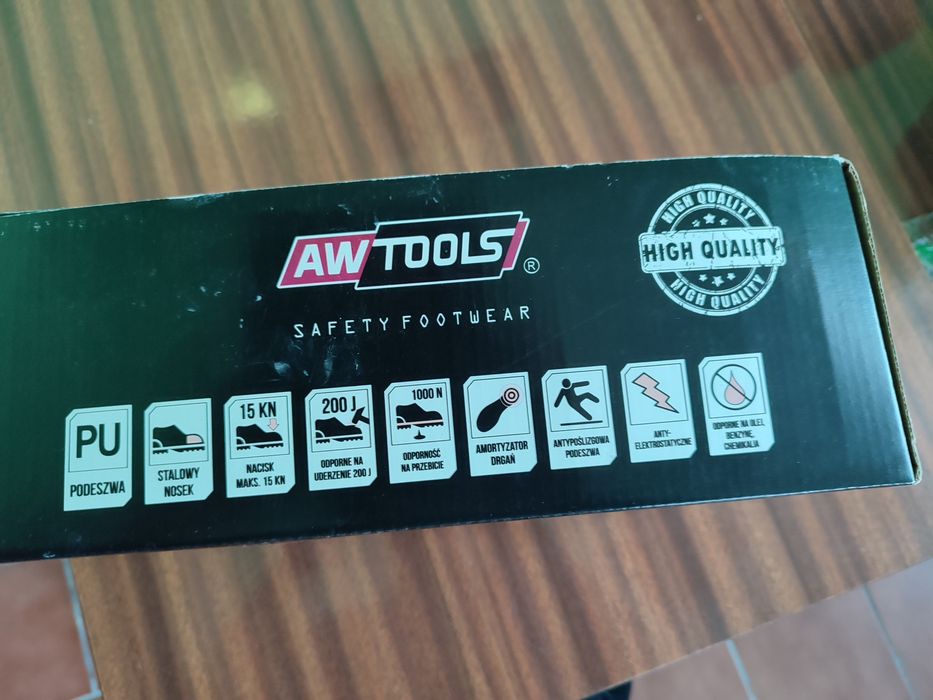 AW TOOLS ®
SAFETY FOOTWEAR
HIGH QUALITY
HIGH QUALITY
HIGH QUALITY
PU
PODESZWA
STALOWY
NOSEK
15 KN
NACISK
MAKS. 15 KN
200 J
ODPORNE NA
UDERZENIE 200 J
1000 N
ODPORNOŚĆ
NA PRZEBICIE
AMORTYZATOR
DRGAŃ
ANTYPOŚLIZGOWA
PODESZWA
ANTY-
ELEKTROSTATYCZNE
ODPORNE NA OLEJ,
BENZYNĘ,
CHEMIKALIA